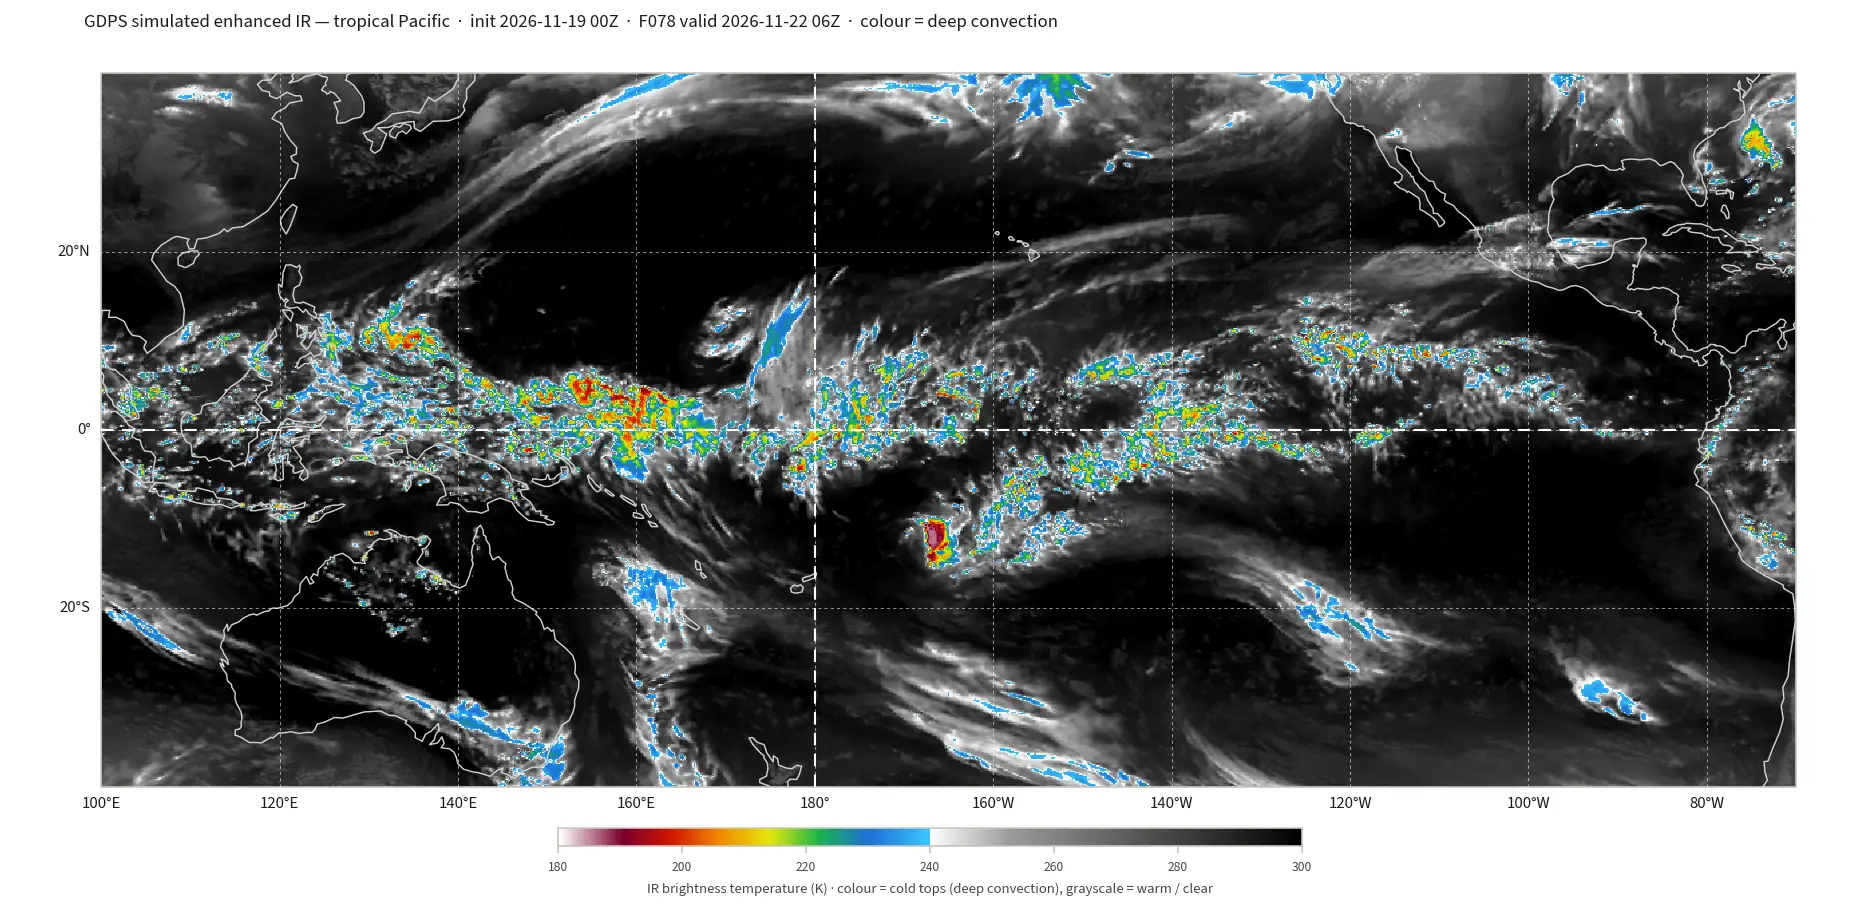 GDPS simulated enhanced IR — tropical Pacific · init 2026-11-19 00Z · F078 valid 2026-11-22 06Z · colour = deep convection
20°N
0°
20°S
100°E 120°E 140°E 160°E 180° 160°W 140°W 120°W 100°W 80°W
180 200 220 240 260 280 300
IR brightness temperature (K) · colour = cold tops (deep convection), grayscale = warm / clear